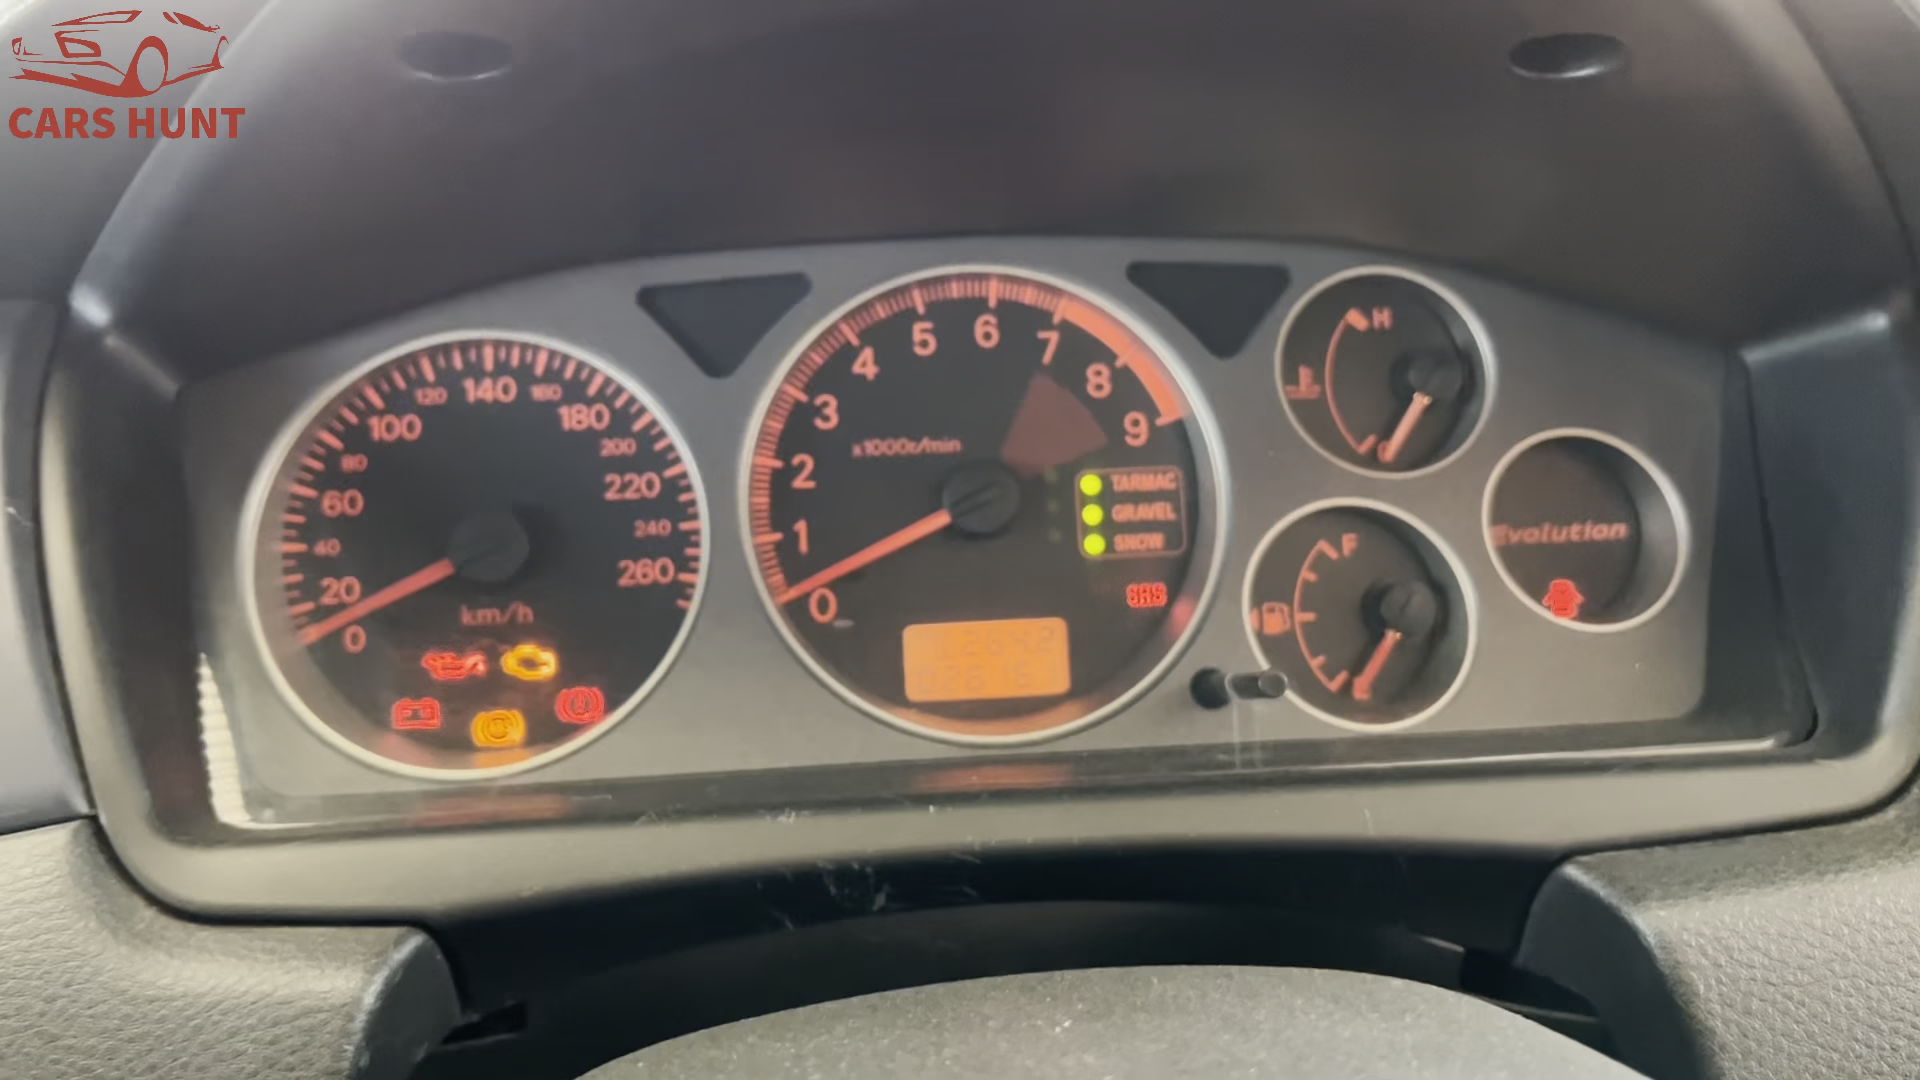 CARS HUNT
0
20
40
60
80
100
120
140
160
180
200
220
240
260
km/h
0
1
2
3
4
5
6
7
8
9
x1000r/min
TARMAC
GRAVEL
SNOW
SRS
H
C
F
E
Evolution